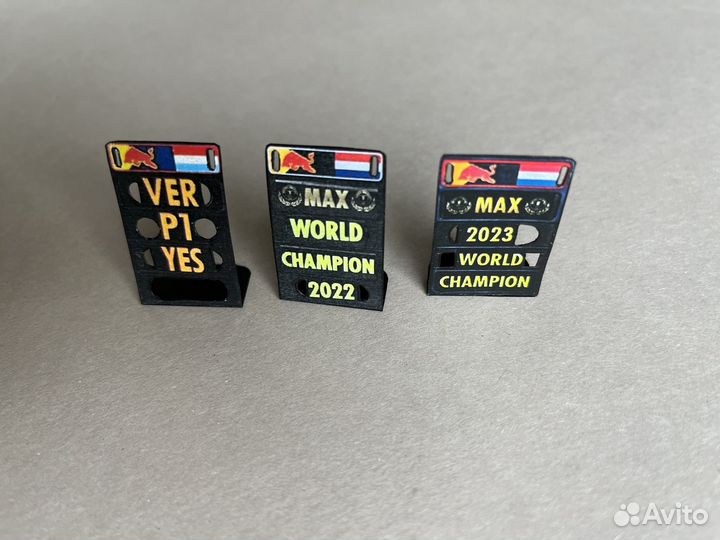 VER
P1
YES
MAX
WORLD
CHAMPION
2022
MAX
2023
WORLD
CHAMPION
Avito